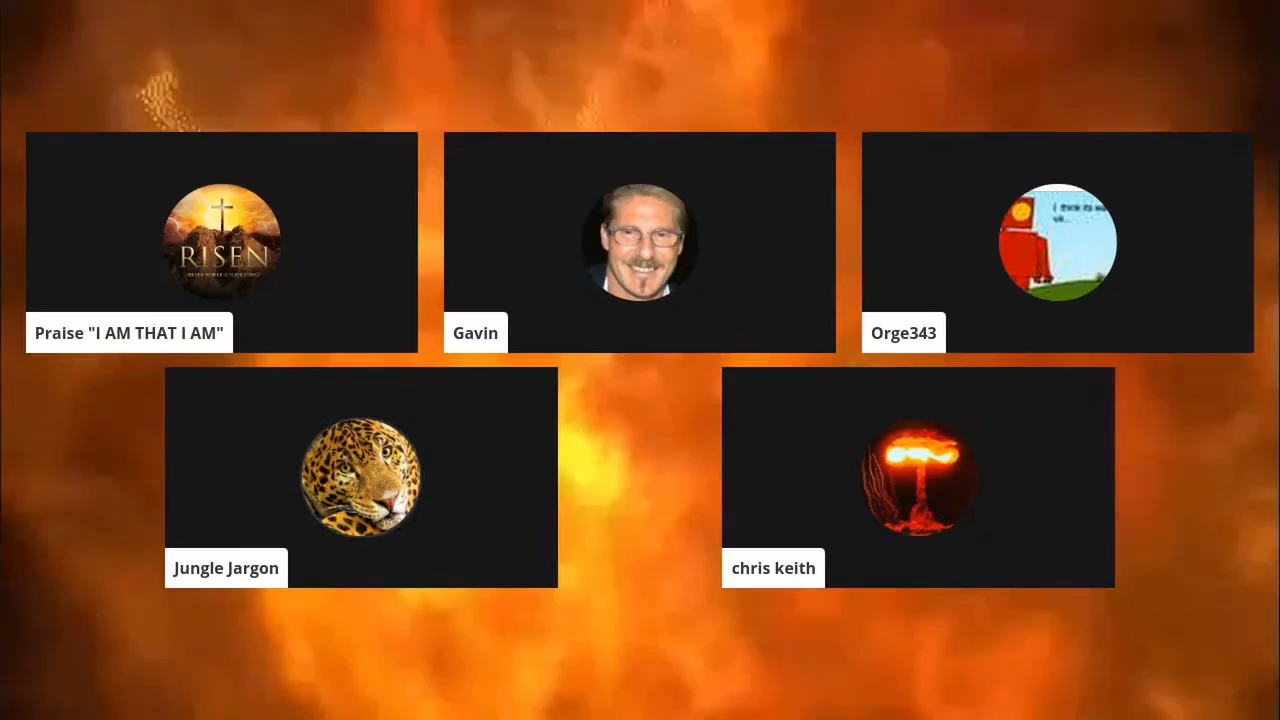 RISEN
Praise "I AM THAT I AM"
Gavin
Orge343
Jungle Jargon
chris keith